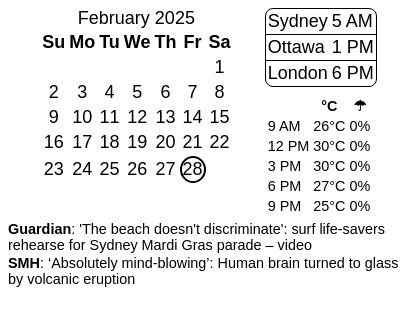 February 2025
Su Mo Tu We Th Fr Sa
1
2 3 4 5 6 7 8
9 10 11 12 13 14 15
16 17 18 19 20 21 22
23 24 25 26 27 28
Sydney 5 AM
Ottawa 1 PM
London 6 PM
°C ☂
9 AM 26°C 0%
12 PM 30°C 0%
3 PM 30°C 0%
6 PM 27°C 0%
9 PM 25°C 0%
Guardian: 'The beach doesn't discriminate': surf life-savers
rehearse for Sydney Mardi Gras parade – video
SMH: ‘Absolutely mind-blowing’: Human brain turned to glass
by volcanic eruption